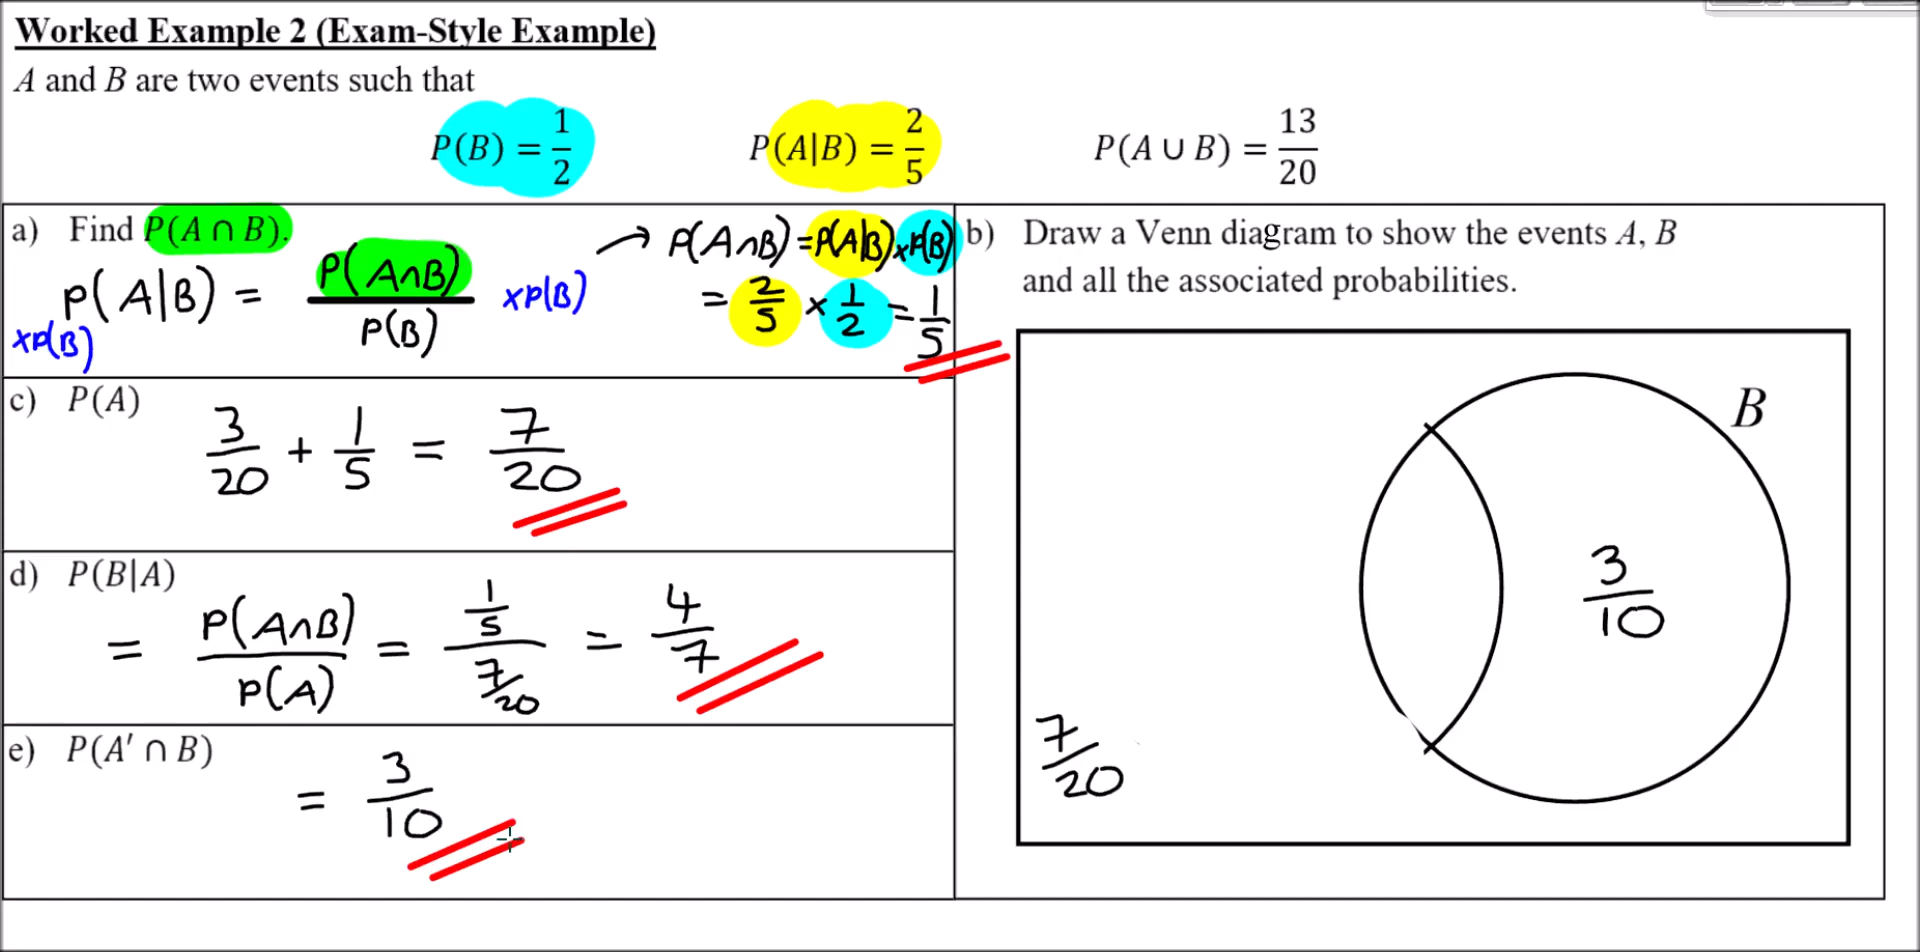 Worked Example 2 (Exam-Style Example)
A and B are two events such that
P(B) = 1/2 P(A|B) = 2/5 P(A ∪ B) = 13/20
a) Find P(A ∩ B).
P(A|B) = P(A∩B)/P(B) ×P(B)
×P(B)
→ P(A∩B) = P(A|B) × P(B)
= 2/5 × 1/2 = 1/5
b) Draw a Venn diagram to show the events A, B
and all the associated probabilities.
B
3/10
7/20
c) P(A)
3/20 + 1/5 = 7/20
d) P(B|A)
= P(A∩B)/P(A) = 1/5 / 7/20 = 4/7
e) P(A′ ∩ B)
= 3/10